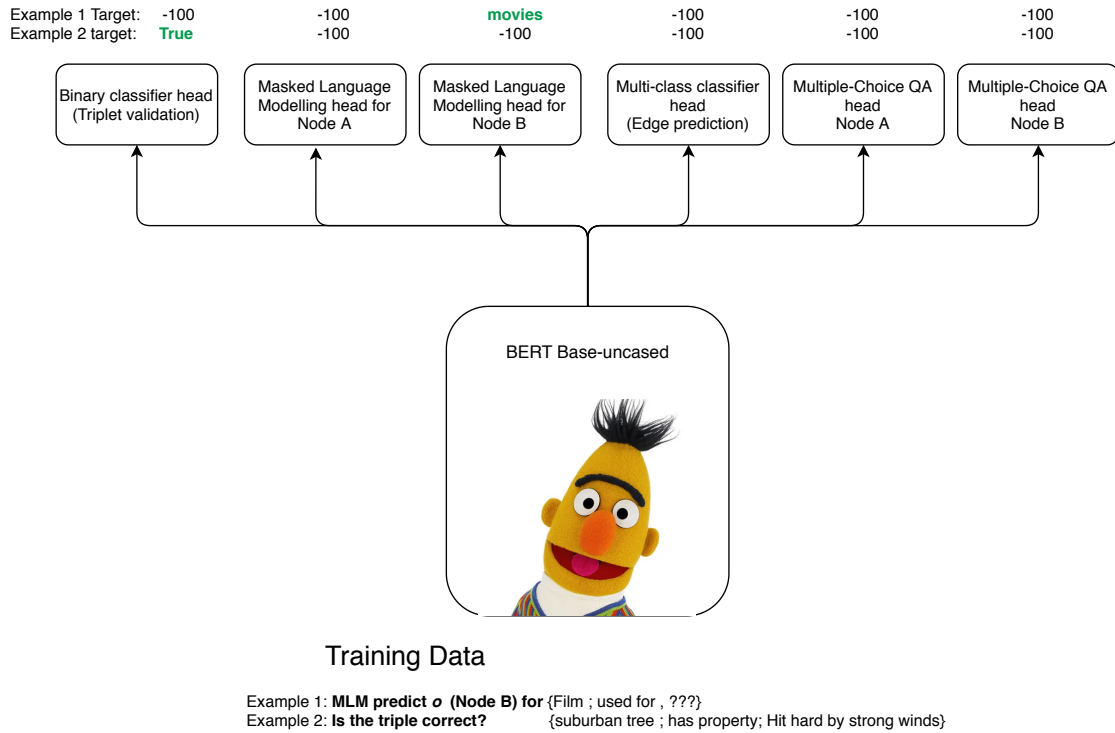 Example 1 Target: -100 -100 movies -100 -100 -100
Example 2 target: True -100 -100 -100 -100 -100
Binary classifier head
(Triplet validation)
Masked Language
Modelling head for
Node A
Masked Language
Modelling head for
Node B
Multi-class classifier
head
(Edge prediction)
Multiple-Choice QA
head
Node A
Multiple-Choice QA
head
Node B
BERT Base-uncased
Training Data
Example 1: MLM predict o (Node B) for {Film ; used for , ???}
Example 2: Is the triple correct? {suburban tree ; has property; Hit hard by strong winds}